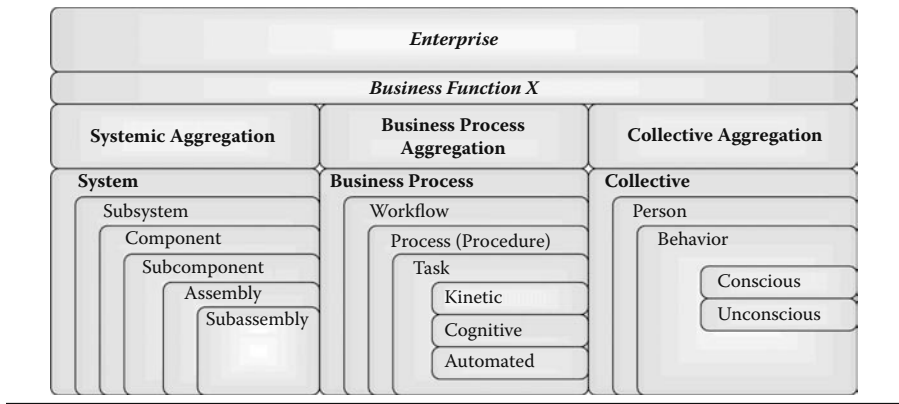 Enterprise
Business Function X
Systemic Aggregation
Business Process
Aggregation
Collective Aggregation
System
Subsystem
Component
Subcomponent
Assembly
Subassembly
Business Process
Workflow
Process (Procedure)
Task
Kinetic
Cognitive
Automated
Collective
Person
Behavior
Conscious
Unconscious